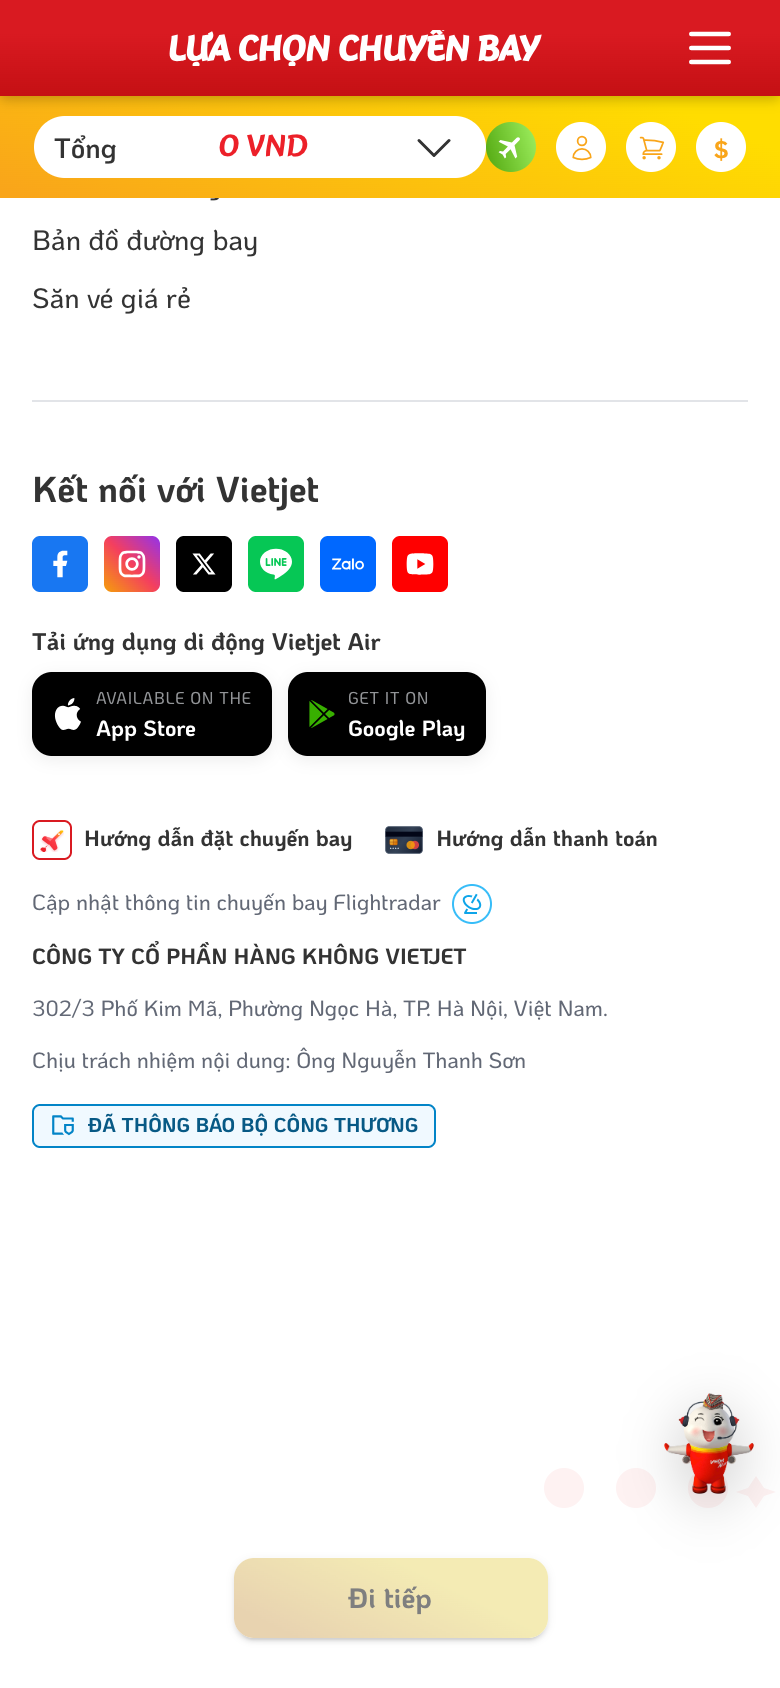 LỰA CHỌN CHUYẾN BAY
Tổng 0 VND
$
Bản đồ đường bay
Săn vé giá rẻ
Kết nối với Vietjet
LINE
Zalo
Tải ứng dụng di động Vietjet Air
AVAILABLE ON THE
App Store
GET IT ON
Google Play
Hướng dẫn đặt chuyến bay
Hướng dẫn thanh toán
Cập nhật thông tin chuyến bay Flightradar
CÔNG TY CỔ PHẦN HÀNG KHÔNG VIETJET
302/3 Phố Kim Mã, Phường Ngọc Hà, TP. Hà Nội, Việt Nam.
Chịu trách nhiệm nội dung: Ông Nguyễn Thanh Sơn
ĐÃ THÔNG BÁO BỘ CÔNG THƯƠNG
Đi tiếp